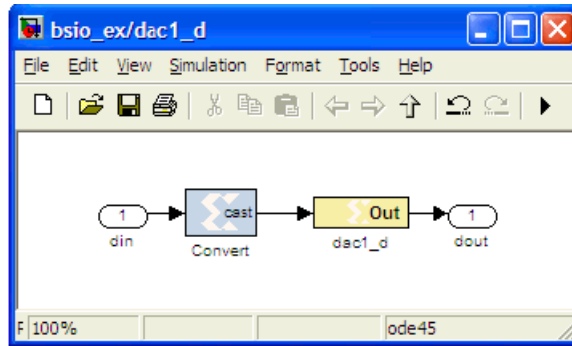 bsio_ex/dac1_d
File Edit View Simulation Format Tools Help
1 cast Out 1
din Convert dac1_d dout
F 100% ode45